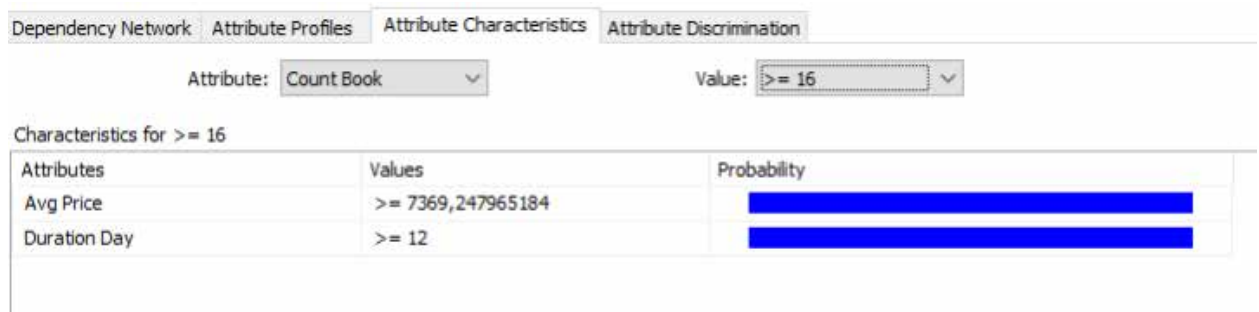 Dependency Network Attribute Profiles Attribute Characteristics Attribute Discrimination
Attribute: Count Book Value: >= 16
Characteristics for >= 16
Attributes Values Probability
Avg Price >= 7369,247965184
Duration Day >= 12